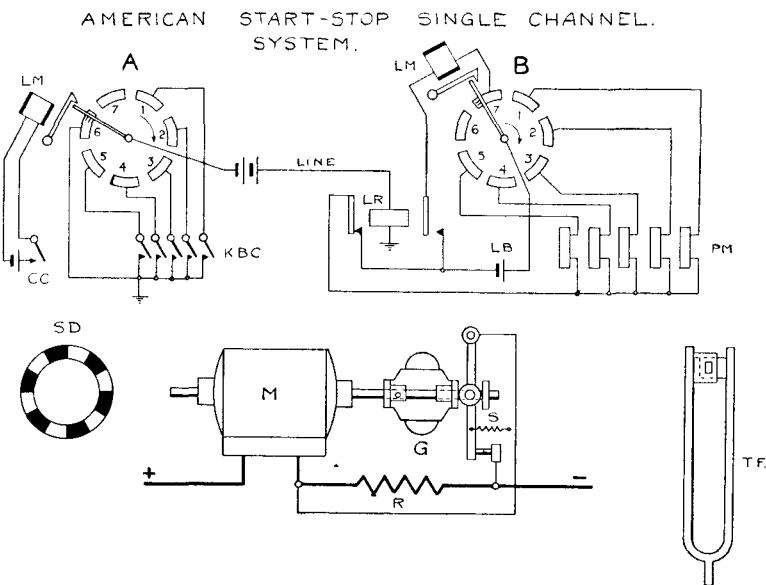 AMERICAN START-STOP SINGLE CHANNEL.
SYSTEM.
A
B
LM
LM
7
1
6
2
5
3
4
7
1
6
2
5
3
4
LINE
LR
LB
KBC
CC
PM
SD
M
G
S
R
+
-
T.F.